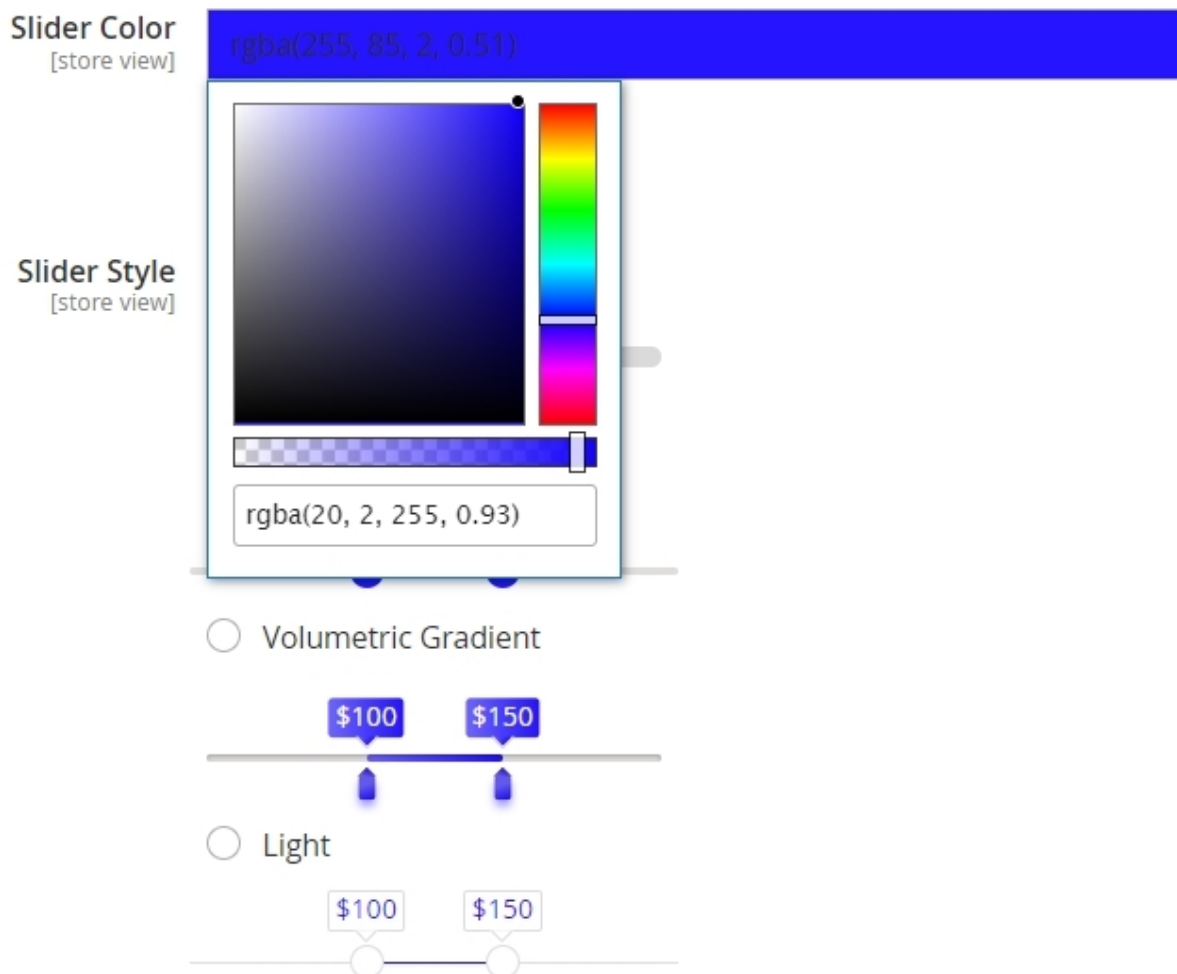 Slider Color
[store view]
rgba(255, 85, 2, 0.51)
Slider Style
[store view]
rgba(20, 2, 255, 0.93)
Volumetric Gradient
$100 $150
Light
$100 $150